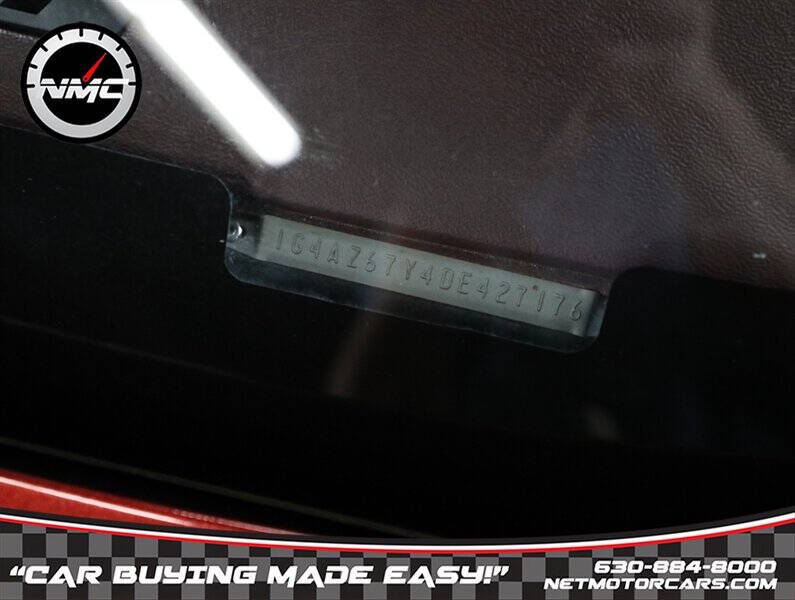 NMC
1G4AZ67Y4DE427176
"CAR BUYING MADE EASY!"
630-884-8000
NETMOTORCARS.COM